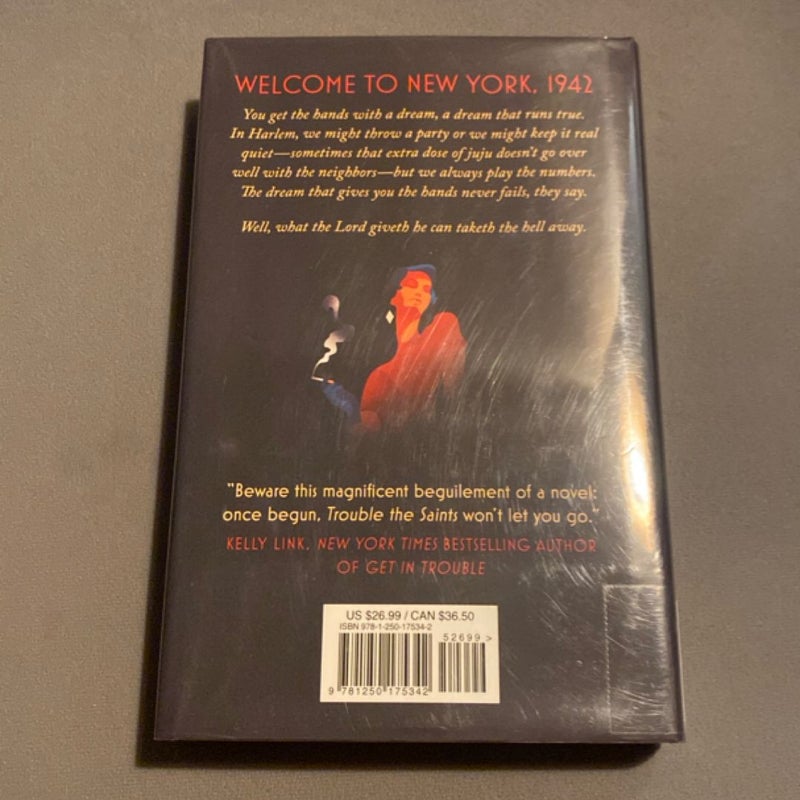 WELCOME TO NEW YORK, 1942
You get the hands with a dream, a dream that runs true.
In Harlem, we might throw a party or we might keep it real
quiet—sometimes that extra dose of juju doesn't go over
well with the neighbors—but we always play the numbers.
The dream that gives you the hands never fails, they say.
Well, what the Lord giveth he can taketh the hell away.
"Beware this magnificent beguilement of a novel:
once begun, Trouble the Saints won't let you go."
KELLY LINK, NEW YORK TIMES BESTSELLING AUTHOR
OF GET IN TROUBLE
US $26.99 / CAN $36.50
ISBN 978-1-250-17534-2
52699>
9 781250 175342